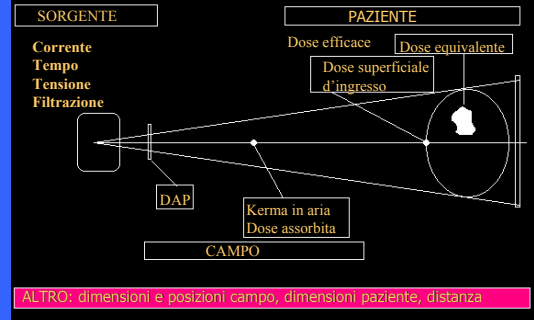 SORGENTE
PAZIENTE
Corrente
Tempo
Tensione
Filtrazione
Dose efficace
Dose equivalente
Dose superficiale
d'ingresso
DAP
Kerma in aria
Dose assorbita
CAMPO
ALTRO: dimensioni e posizioni campo, dimensioni paziente, distanza